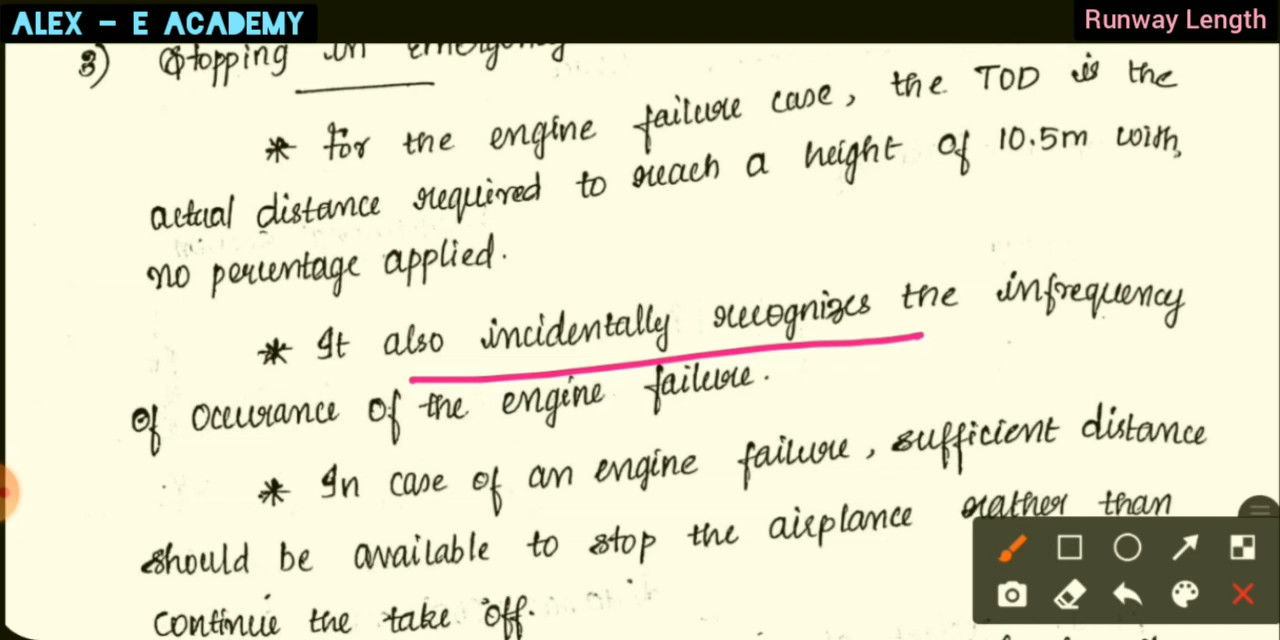 ALEX - E ACADEMY
Runway Length
3) Stopping in emergency
* For the engine failure case, the TOD is the
actual distance required to reach a height of 10.5m with
no percentage applied.
* It also incidentally recognizes the infrequency
Of occurance of the engine failure.
* In case of an engine failure, sufficient distance
should be available to stop the airplance rather than
continue the take off.